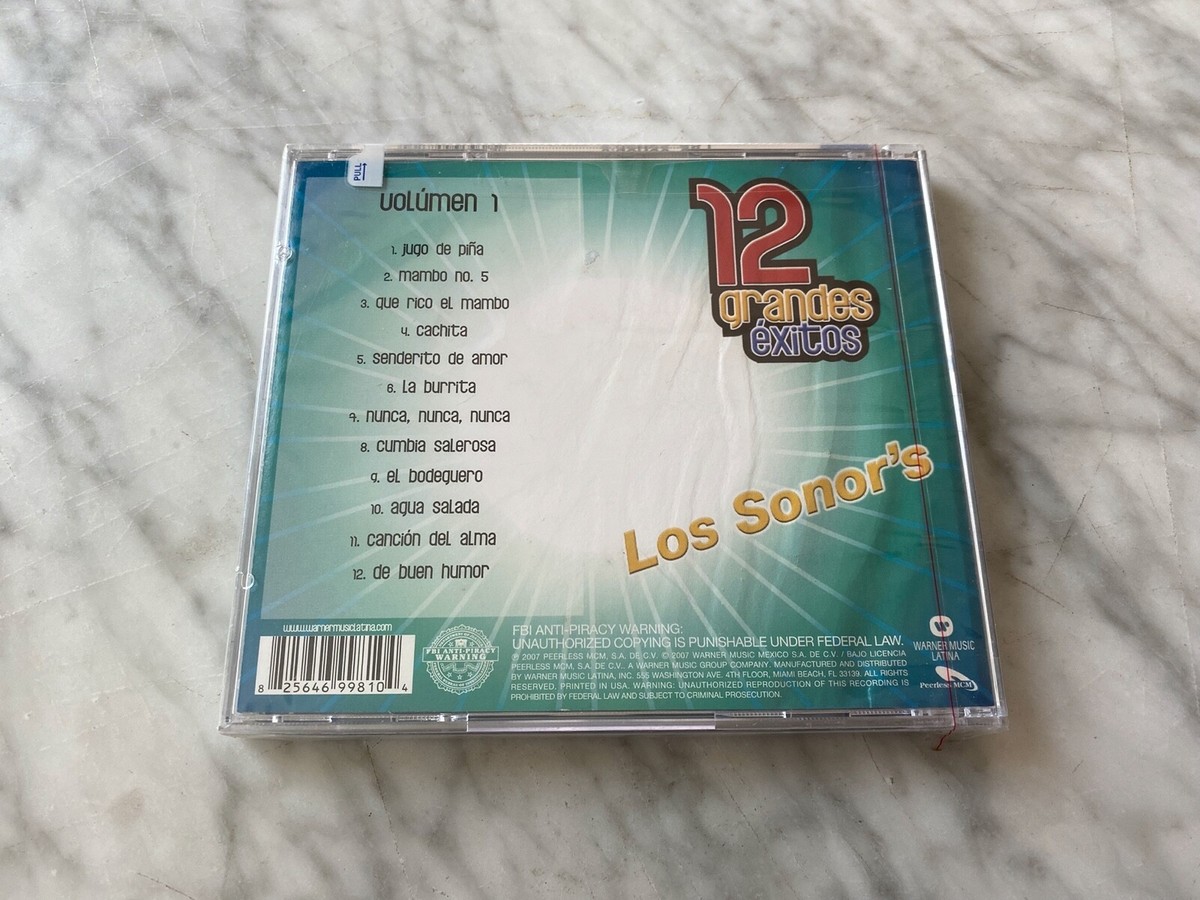 PULL
volúmen 1
1. jugo de piña
2. mambo no. 5
3. que rico el mambo
4. cachita
5. senderito de amor
6. la burrita
7. nunca, nunca, nunca
8. cumbia salerosa
9. el bodeguero
10. agua salada
11. canción del alma
12. de buen humor
12
grandes
éxitos
Los Sonor's
www.warnermusiclatina.com
8 25646 99810 4
FBI ANTI-PIRACY
WARNING
FBI ANTI-PIRACY WARNING:
UNAUTHORIZED COPYING IS PUNISHABLE UNDER FEDERAL LAW.
℗ 2007 PEERLESS MCM, S.A. DE C.V. © 2007 WARNER MUSIC MEXICO S.A. DE C.V. / BAJO LICENCIA
PEERLESS MCM, S.A. DE C.V.. A WARNER MUSIC GROUP COMPANY. MANUFACTURED AND DISTRIBUTED
BY WARNER MUSIC LATINA, INC. 555 WASHINGTON AVE. 4TH FLOOR, MIAMI BEACH, FL 33139. ALL RIGHTS
RESERVED. PRINTED IN USA. WARNING: UNAUTHORIZED REPRODUCTION OF THIS RECORDING IS
PROHIBITED BY FEDERAL LAW AND SUBJECT TO CRIMINAL PROSECUTION.
WARNER MUSIC
LATINA
Peerless MCM